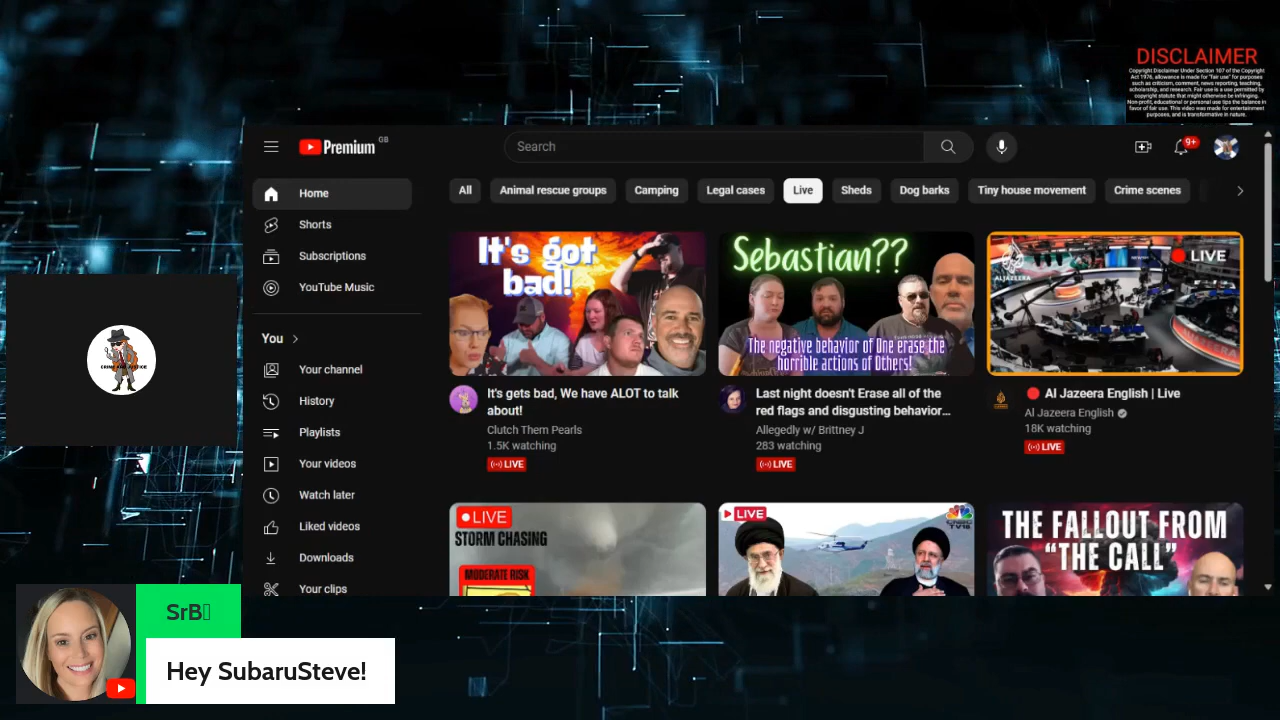 DISCLAIMER
Copyright Disclaimer Under Section 107 of the Copyright
Act 1976, allowance is made for "fair use" for purposes
such as criticism, comment, news reporting, teaching,
scholarship, and research. Fair use is a use permitted by
copyright statute that might otherwise be infringing.
Non-profit, educational or personal use tips the balance in
favor of fair use. This video was made for entertainment
purposes, and is transformative in nature.
Premium GB
Search
9+
Home
Shorts
Subscriptions
YouTube Music
You
Your channel
History
Playlists
Your videos
Watch later
Liked videos
Downloads
Your clips
All
Animal rescue groups
Camping
Legal cases
Live
Sheds
Dog barks
Tiny house movement
Crime scenes
It's got
bad!
It's gets bad, We have ALOT to talk
about!
Clutch Them Pearls
1.5K watching
LIVE
Sebastian??
The negative behavior of One erase the
horrible actions of Others!
Last night doesn't Erase all of the
red flags and disgusting behavior...
Allegedly w/ Brittney J
283 watching
LIVE
LIVE
ALJAZEERA
Al Jazeera English | Live
Al Jazeera English
18K watching
LIVE
LIVE
STORM CHASING
MODERATE RISK
LIVE
CNBC
TV18
THE FALLOUT FROM
"THE CALL"
CRIME AND JUSTICE
SrB
Hey SubaruSteve!